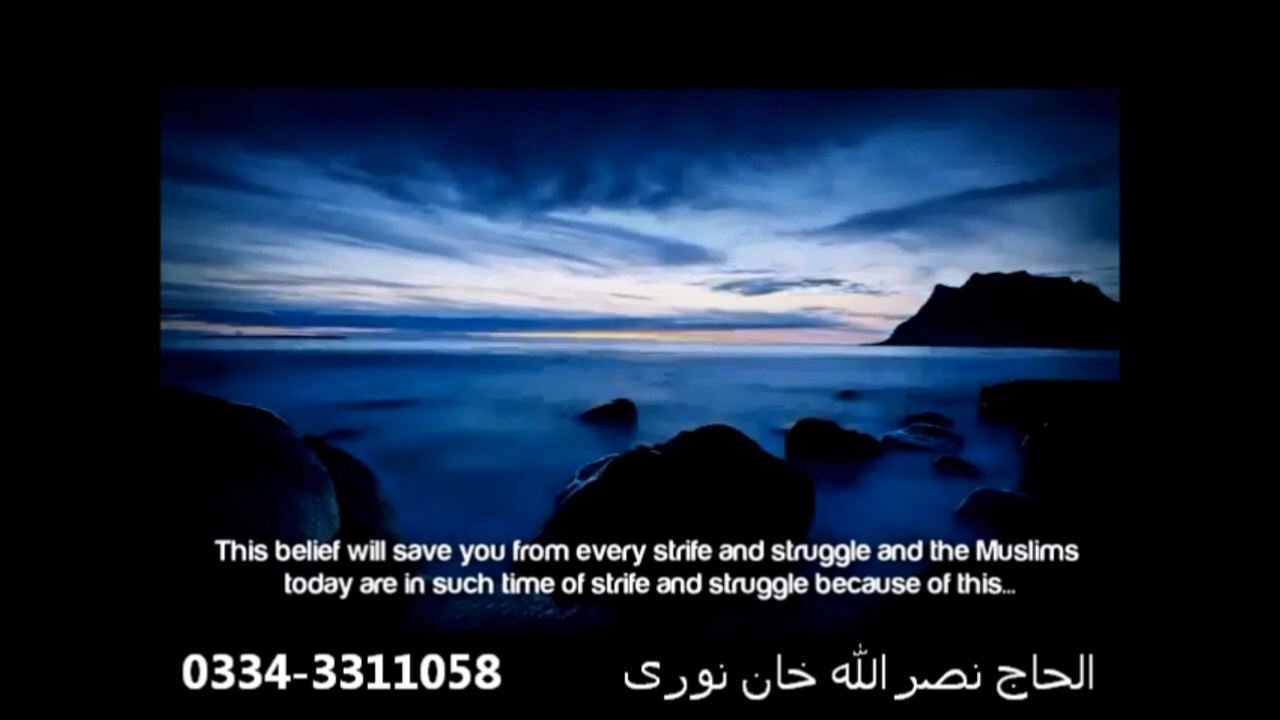 This belief will save you from every strife and struggle and the Muslims
today are in such time of strife and struggle because of this...
0334-3311058 الحاج نصر الله خان نوری